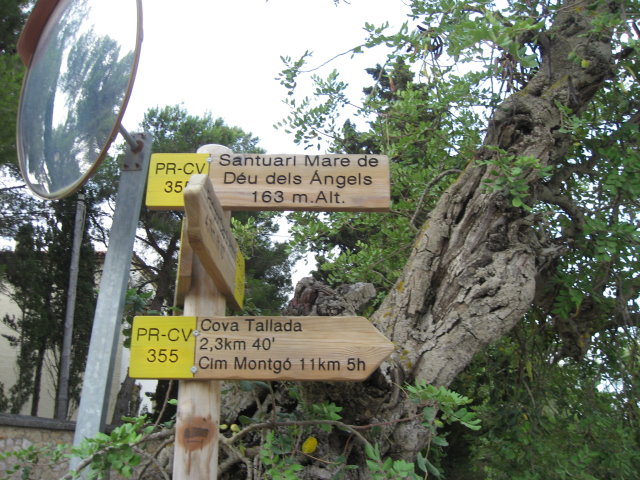 PR-CV
355
Santuari Mare de
Déu dels Ángels
163 m.Alt.
PR-CV
355
Cova Tallada
2,3km 40'
Cim Montgó 11km 5h